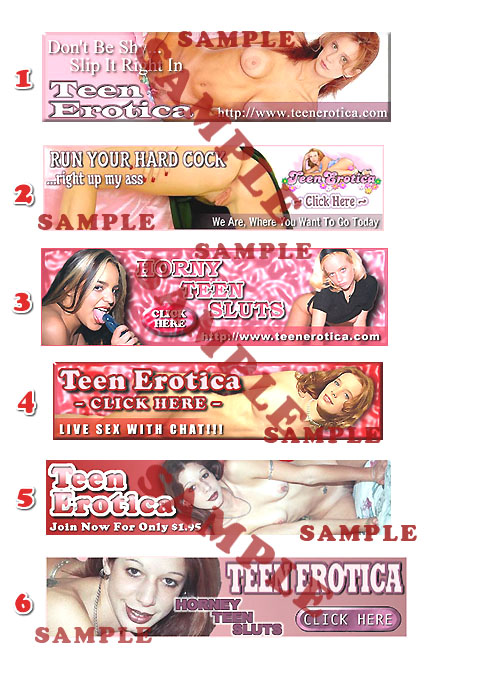 1
Don't Be Shy...
Slip It Right In
Teen
Erotica
http://www.teenerotica.com
SAMPLE
2
RUN YOUR HARD COCK
...right up my ass
Teen Erotica
~ Click Here ~
We Are, Where You Want To Go Today
SAMPLE
SAMPLE
3
HORNY
TEEN
SLUTS
CLICK
HERE
http://www.teenerotica.com
SAMPLE
4
Teen Erotica
~ CLICK HERE ~
LIVE SEX WITH CHAT!!!
SAMPLE
SAMPLE
5
Teen
Erotica
Join Now For Only $1.95
SAMPLE
6
TEEN EROTICA
HORNEY
TEEN
SLUTS
CLICK HERE
SAMPLE
SAMPLE